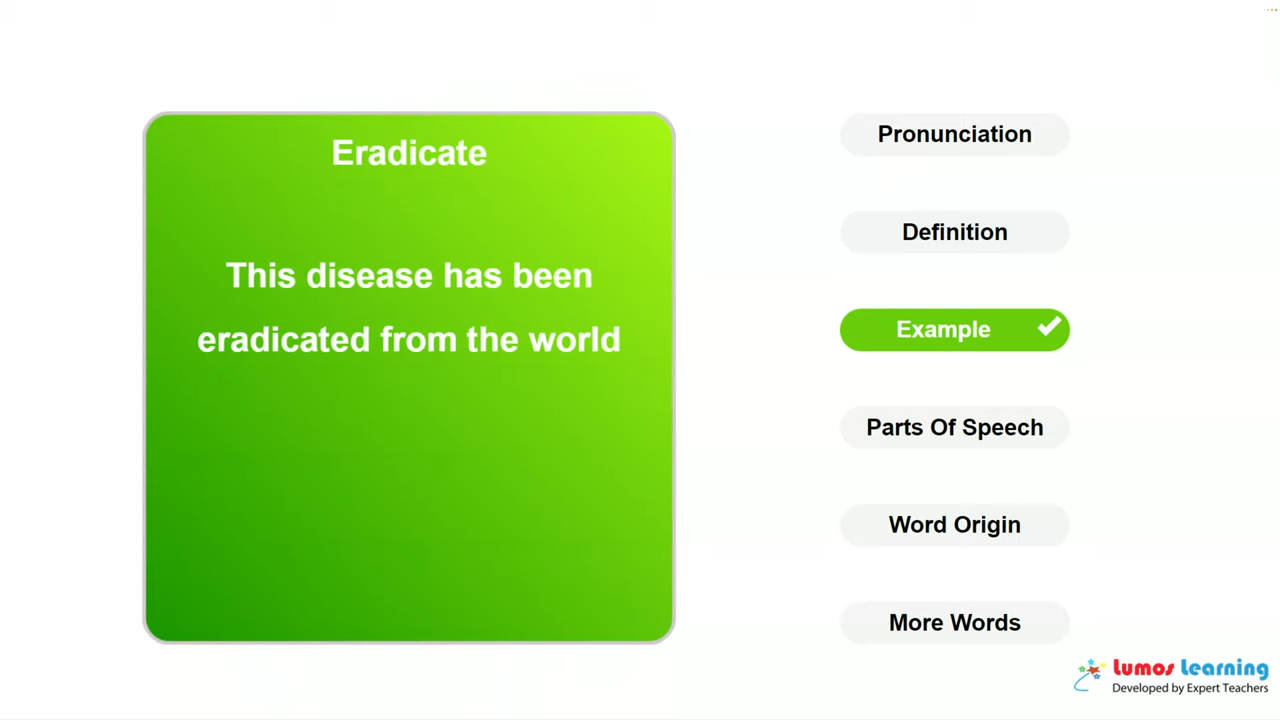 Eradicate
This disease has been
eradicated from the world
Pronunciation
Definition
Example
Parts Of Speech
Word Origin
More Words
Lumos Learning
Developed by Expert Teachers